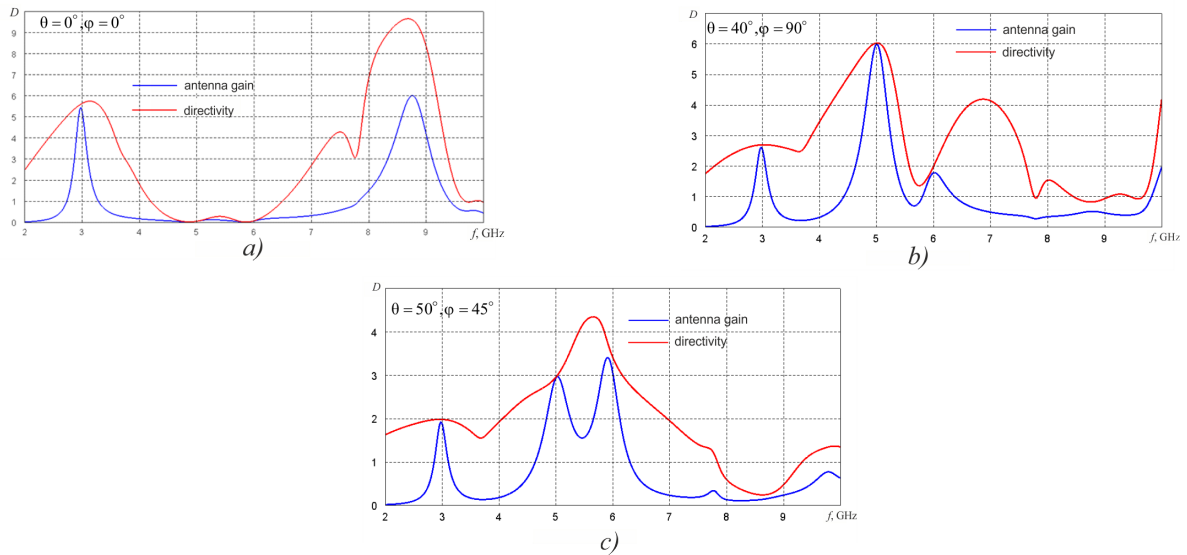 D
θ=0°,φ=0°
antenna gain
directivity
9
8
7
6
5
4
3
2
1
0
2 3 4 5 6 7 8 9 f, GHz
a)
D
θ=40°,φ=90°
antenna gain
directivity
6
5
4
3
2
1
0
2 3 4 5 6 7 8 9 f, GHz
b)
D
θ=50°,φ=45°
antenna gain
directivity
4
3
2
1
0
2 3 4 5 6 7 8 9 f, GHz
c)